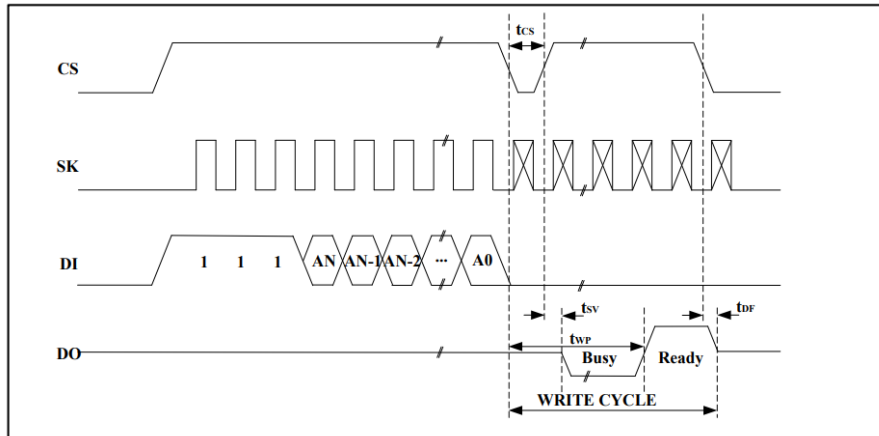 tCS
CS
SK
DI 1 1 1 AN AN-1 AN-2 ... A0
tSV tDF
tWP
DO Busy Ready
WRITE CYCLE